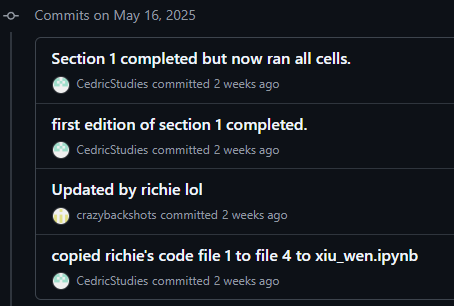 Commits on May 16, 2025
Section 1 completed but now ran all cells.
CedricStudies committed 2 weeks ago
first edition of section 1 completed.
CedricStudies committed 2 weeks ago
Updated by richie lol
crazybackshots committed 2 weeks ago
copied richie's code file 1 to file 4 to xiu_wen.ipynb
CedricStudies committed 2 weeks ago